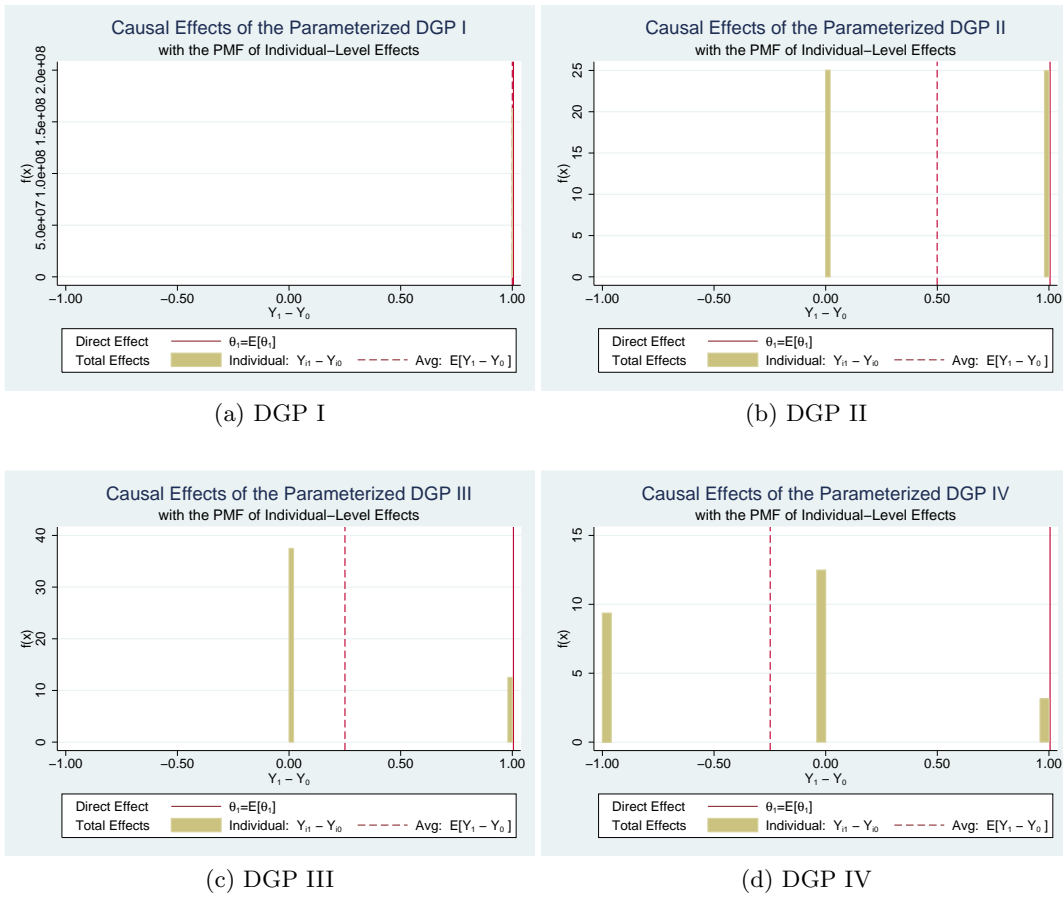 Causal Effects of the Parameterized DGP I
with the PMF of Individual−Level Effects
f(x)
0 5.0e+07 1.0e+08 1.5e+08 2.0e+08
−1.00 −0.50 0.00 0.50 1.00
Y₁ − Y₀
Direct Effect θ₁=E[θ₁]
Total Effects Individual: Yᵢ₁ − Yᵢ₀ Avg: E[Y₁ − Y₀ ]
(a) DGP I
Causal Effects of the Parameterized DGP II
with the PMF of Individual−Level Effects
f(x)
0 5 10 15 20 25
−1.00 −0.50 0.00 0.50 1.00
Y₁ − Y₀
Direct Effect θ₁=E[θ₁]
Total Effects Individual: Yᵢ₁ − Yᵢ₀ Avg: E[Y₁ − Y₀ ]
(b) DGP II
Causal Effects of the Parameterized DGP III
with the PMF of Individual−Level Effects
f(x)
0 10 20 30 40
−1.00 −0.50 0.00 0.50 1.00
Y₁ − Y₀
Direct Effect θ₁=E[θ₁]
Total Effects Individual: Yᵢ₁ − Yᵢ₀ Avg: E[Y₁ − Y₀ ]
(c) DGP III
Causal Effects of the Parameterized DGP IV
with the PMF of Individual−Level Effects
f(x)
0 5 10 15
−1.00 −0.50 0.00 0.50 1.00
Y₁ − Y₀
Direct Effect θ₁=E[θ₁]
Total Effects Individual: Yᵢ₁ − Yᵢ₀ Avg: E[Y₁ − Y₀ ]
(d) DGP IV